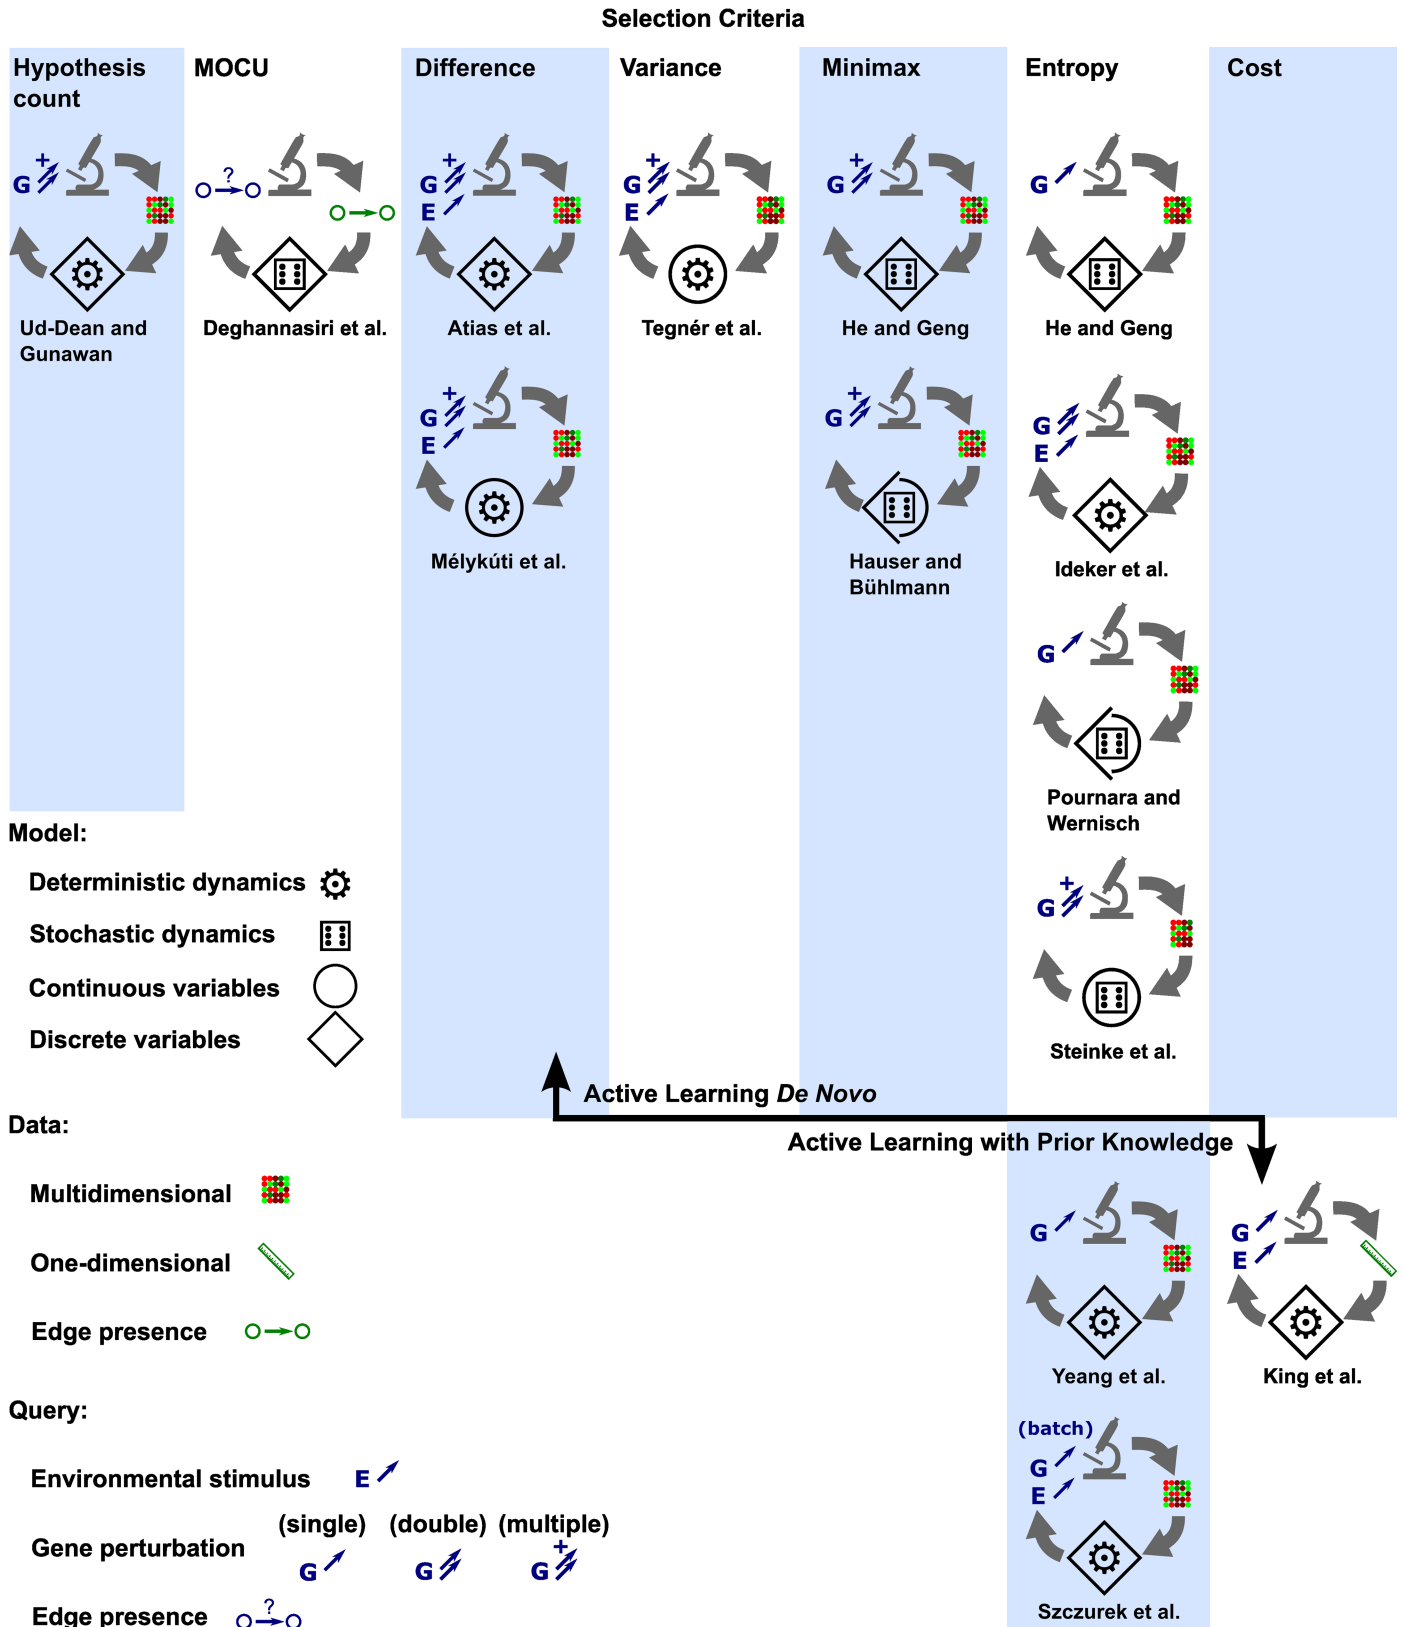 Selection Criteria
Hypothesis
count
MOCU
Difference
Variance
Minimax
Entropy
Cost
+
G
?
+
G
E
+
G
E
+
G
G
Ud-Dean and
Gunawan
Deghannasiri et al.
Atias et al.
Tegnér et al.
He and Geng
He and Geng
+
G
E
+
G
G
E
Mélykúti et al.
Hauser and
Bühlmann
Ideker et al.
G
Pournara and
Wernisch
+
G
Steinke et al.
Model:
Deterministic dynamics
Stochastic dynamics
Continuous variables
Discrete variables
Active Learning De Novo
Active Learning with Prior Knowledge
G
G
E
Yeang et al.
King et al.
(batch)
G
E
Szczurek et al.
Data:
Multidimensional
One-dimensional
Edge presence
Query:
Environmental stimulus
E
(single) (double) (multiple)
Gene perturbation
G
G
+
G
Edge presence
?